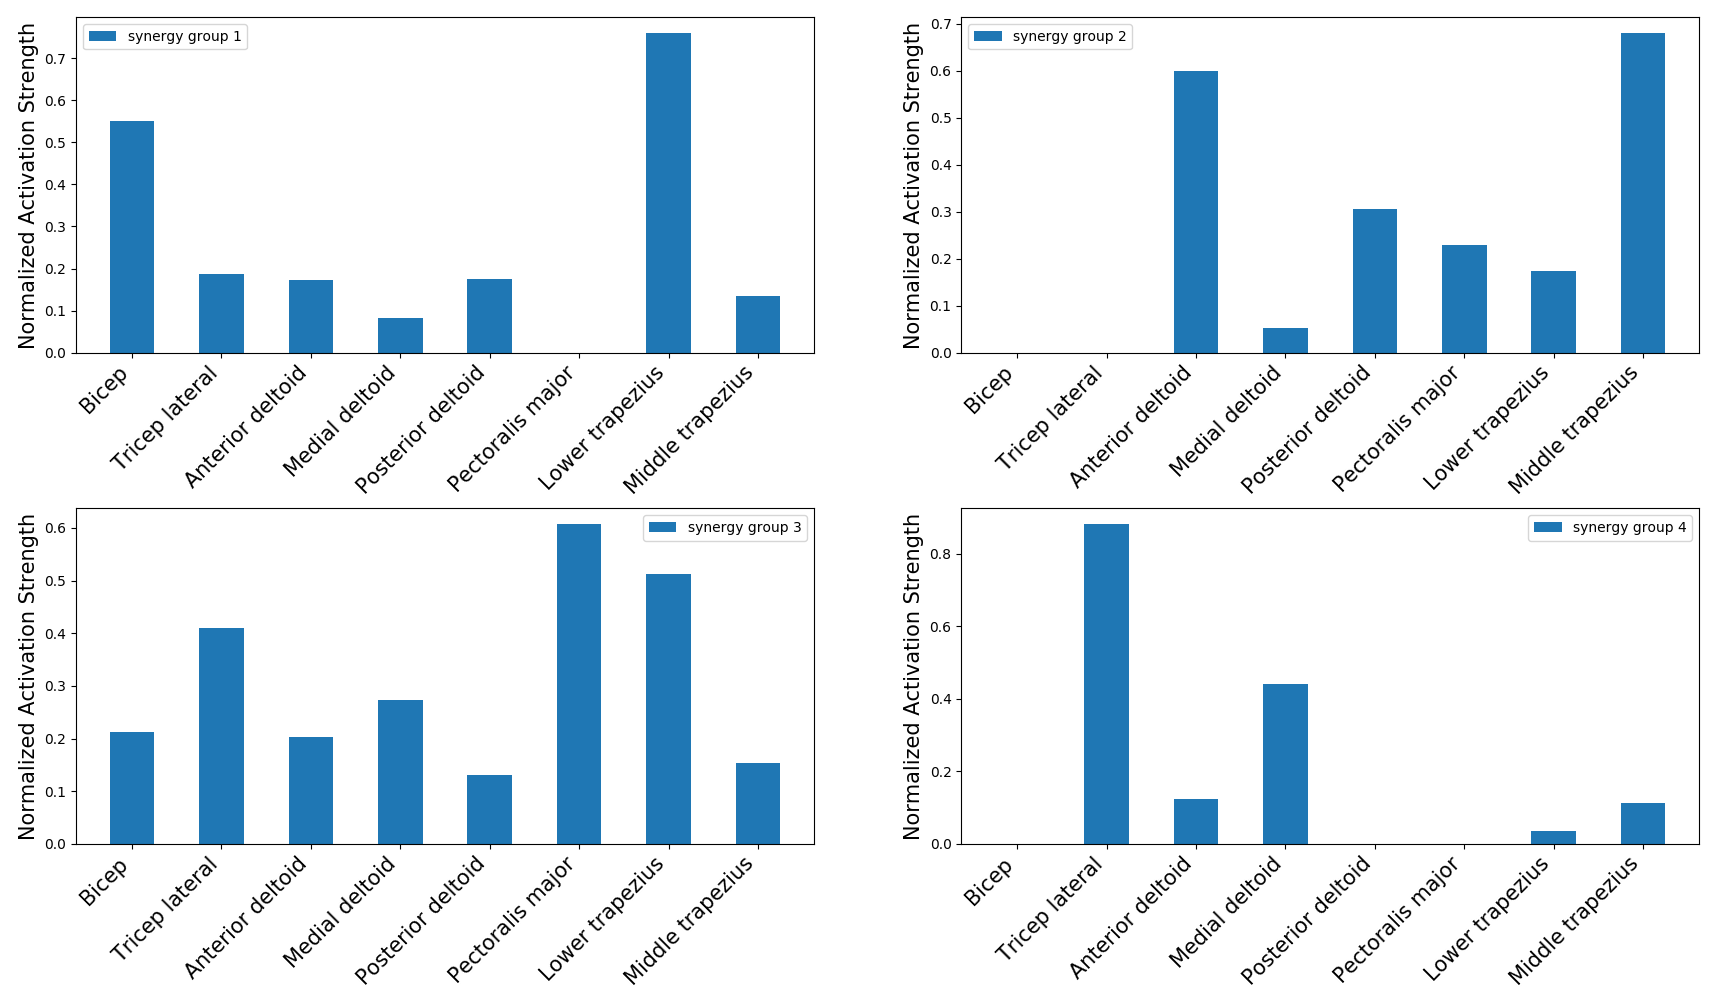 synergy group 1
Normalized Activation Strength
0.7
0.6
0.5
0.4
0.3
0.2
0.1
0.0
Bicep
Tricep lateral
Anterior deltoid
Medial deltoid
Posterior deltoid
Pectoralis major
Lower trapezius
Middle trapezius
synergy group 2
Normalized Activation Strength
0.7
0.6
0.5
0.4
0.3
0.2
0.1
0.0
Bicep
Tricep lateral
Anterior deltoid
Medial deltoid
Posterior deltoid
Pectoralis major
Lower trapezius
Middle trapezius
synergy group 3
Normalized Activation Strength
0.6
0.5
0.4
0.3
0.2
0.1
0.0
Bicep
Tricep lateral
Anterior deltoid
Medial deltoid
Posterior deltoid
Pectoralis major
Lower trapezius
Middle trapezius
synergy group 4
Normalized Activation Strength
0.8
0.6
0.4
0.2
0.0
Bicep
Tricep lateral
Anterior deltoid
Medial deltoid
Posterior deltoid
Pectoralis major
Lower trapezius
Middle trapezius